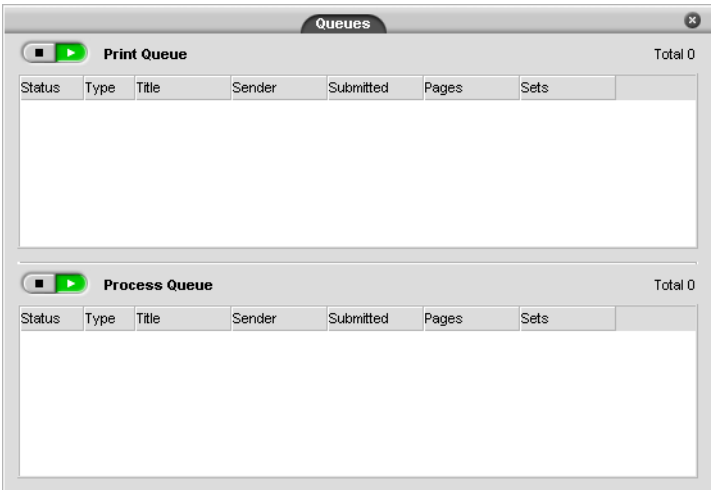 Queues
Print Queue Total 0
Status Type Title Sender Submitted Pages Sets
Process Queue Total 0
Status Type Title Sender Submitted Pages Sets